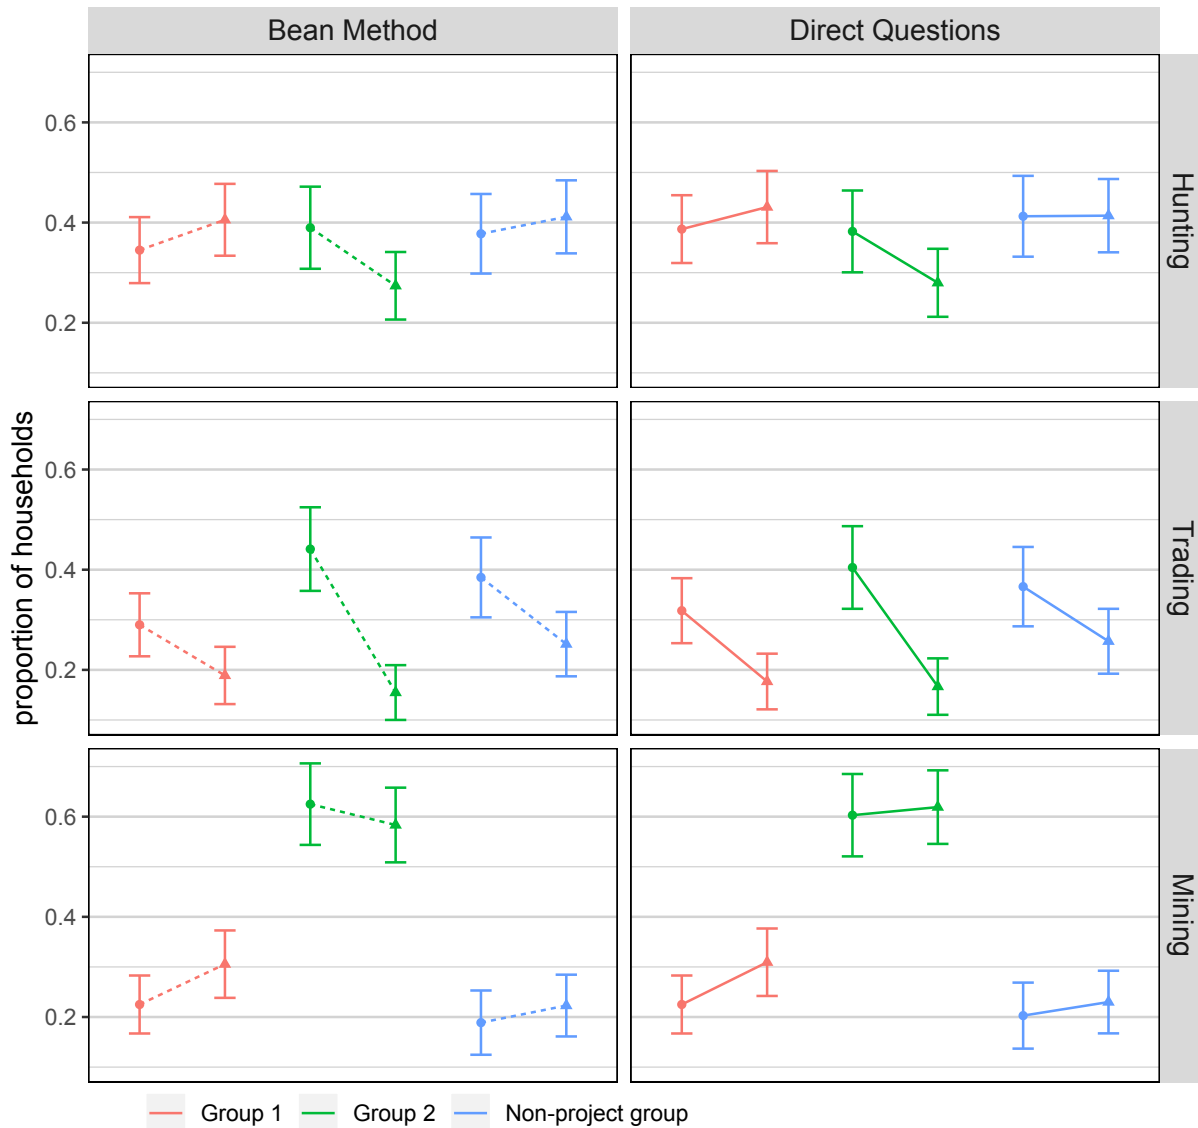 Bean Method
Direct Questions
proportion of households
0.6
0.4
0.2
Hunting
0.6
0.4
0.2
Trading
0.6
0.4
0.2
Mining
Group 1
Group 2
Non-project group